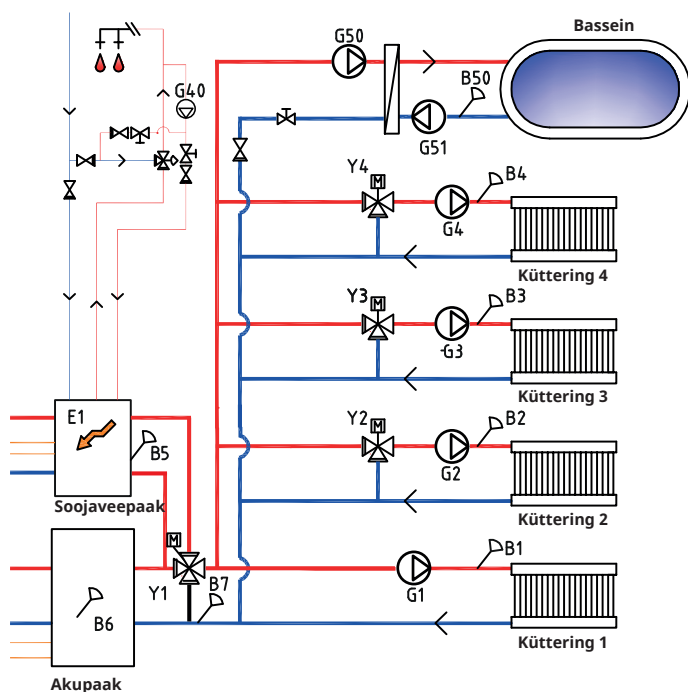 Bassein
G50
B50
G40
G51
Y4
M
B4
G4
Küttering 4
Y3
M
B3
-G3
Küttering 3
Y2
M
B2
G2
Küttering 2
E1
B5
Soojaveepaak
M
Y1
B7
B1
G1
B6
Küttering 1
Akupaak